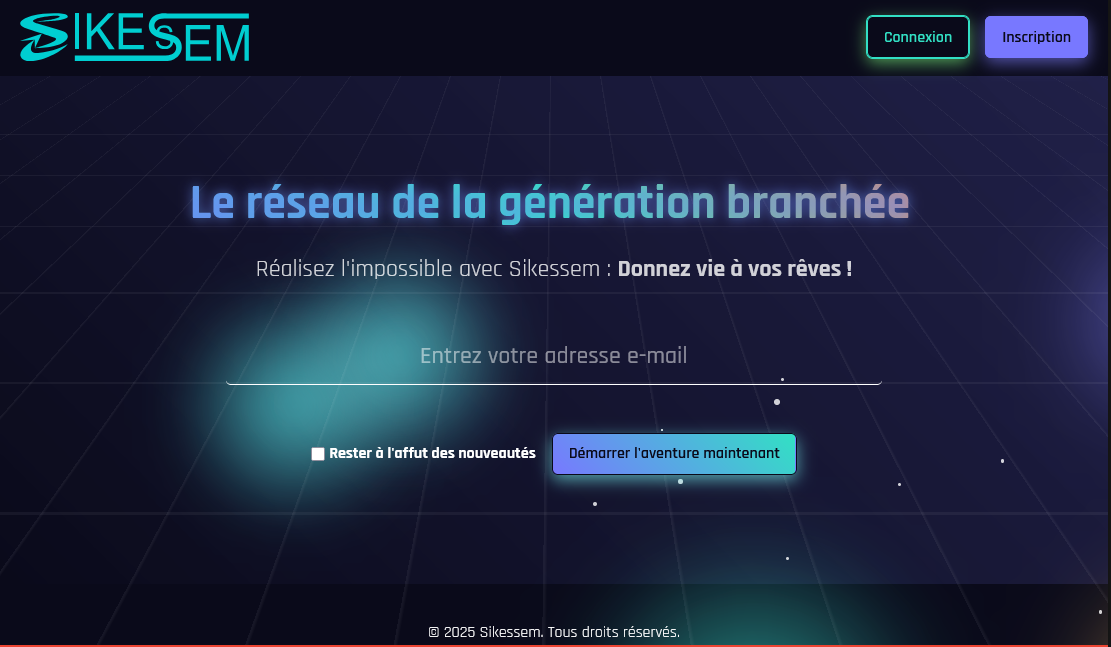 SIKESSEM
Connexion
Inscription
Le réseau de la génération branchée
Réalisez l'impossible avec Sikessem : Donnez vie à vos rêves !
Entrez votre adresse e-mail
Rester à l'affut des nouveautés
Démarrer l'aventure maintenant
© 2025 Sikessem. Tous droits réservés.